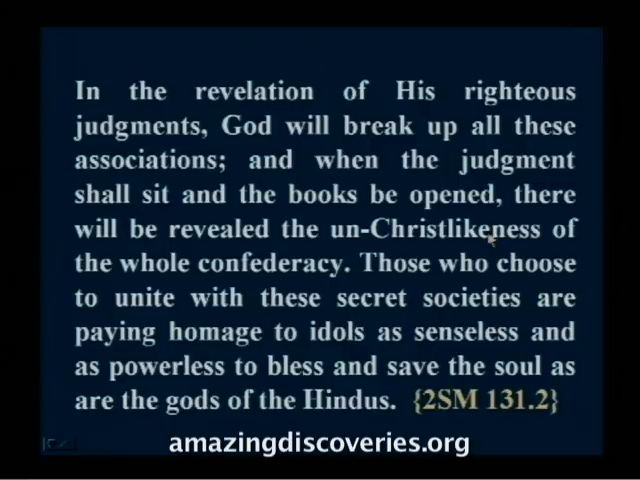 In the revelation of His righteous
judgments, God will break up all these
associations; and when the judgment
shall sit and the books be opened, there
will be revealed the un-Christlikeness of
the whole confederacy. Those who choose
to unite with these secret societies are
paying homage to idols as senseless and
as powerless to bless and save the soul as
are the gods of the Hindus. {2SM 131.2}
amazingdiscoveries.org